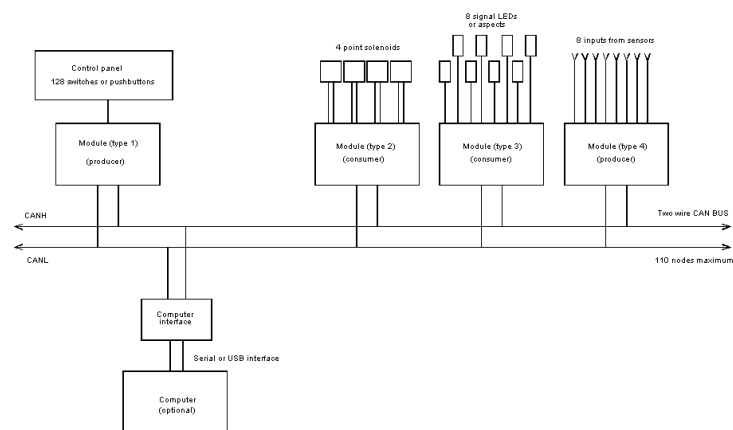 8 signal LEDs
or aspects
4 point solenoids
8 inputs from sensors
Control panel
128 switches or pushbuttons
Module (type 1)
(producer)
Module (type 2)
(consumer)
Module (type 3)
(consumer)
Module (type 4)
(producer)
CANH
Two wire CAN BUS
CANL
110 nodes maximum
Computer
interface
Serial or USB interface
Computer
(optional)